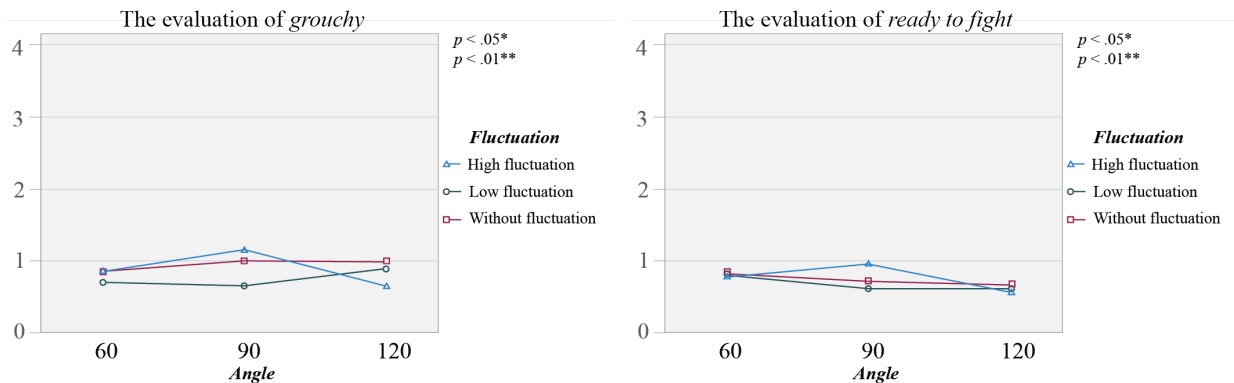 The evaluation of grouchy
4
3
2
1
0
60 90 120
Angle
p < .05*
p < .01**
Fluctuation
High fluctuation
Low fluctuation
Without fluctuation
The evaluation of ready to fight
4
3
2
1
0
60 90 120
Angle
p < .05*
p < .01**
Fluctuation
High fluctuation
Low fluctuation
Without fluctuation